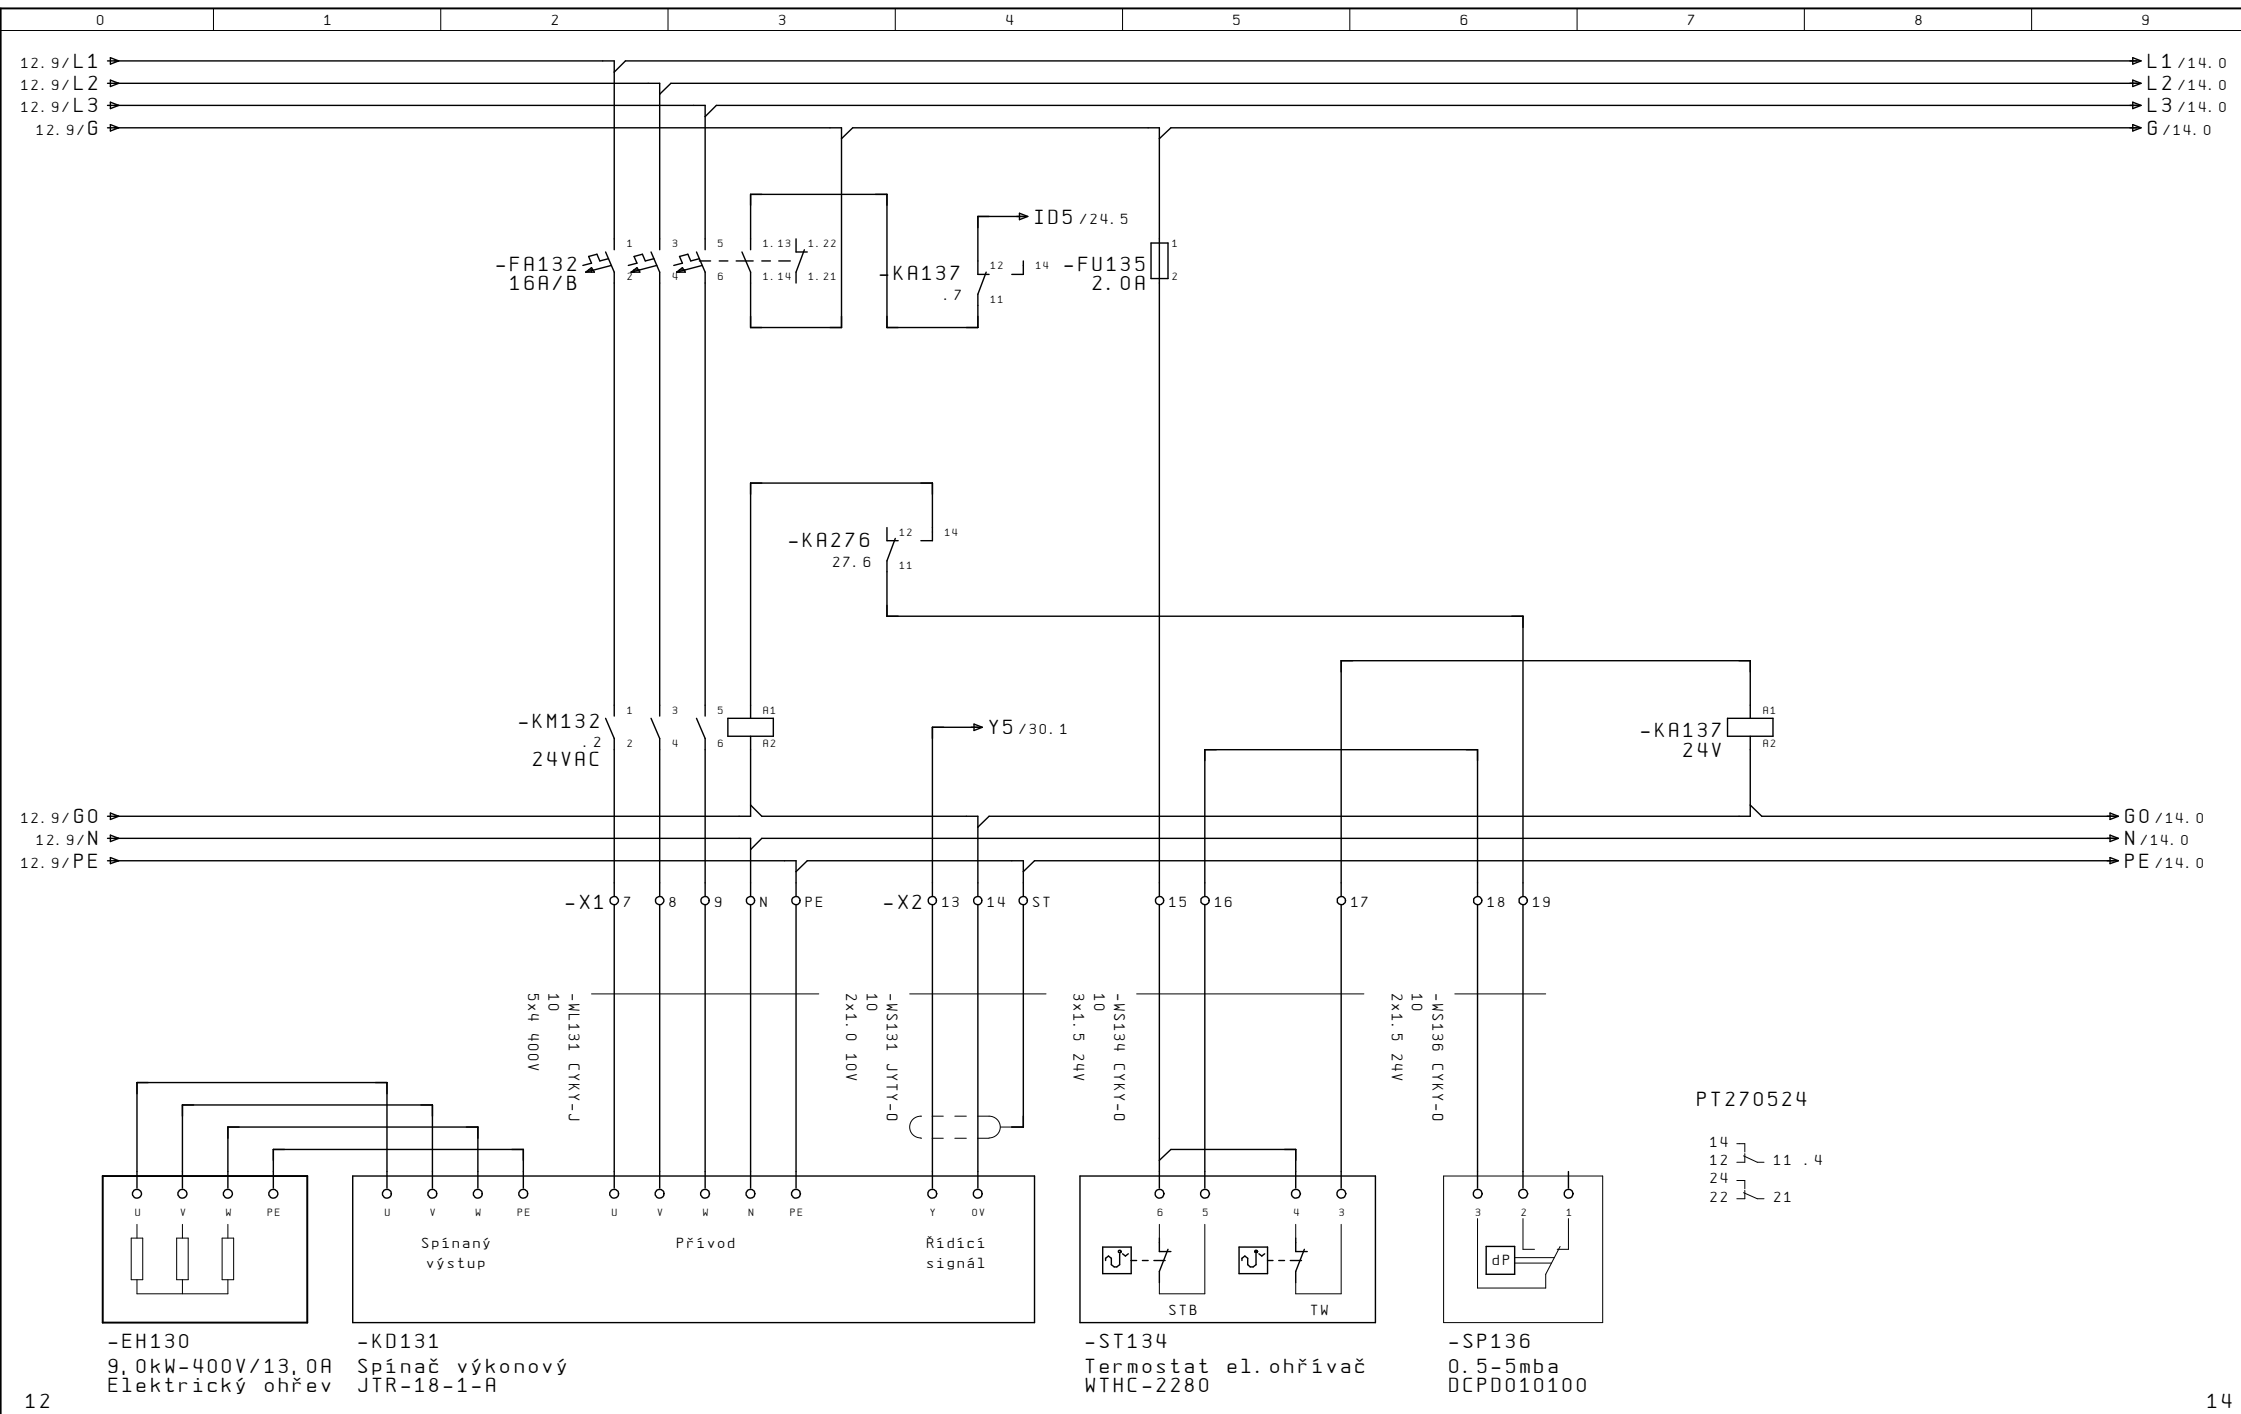 0 1 2 3 4 5 6 7 8 9
12.9/L1 L1/14.0
12.9/L2 L2/14.0
12.9/L3 L3/14.0
12.9/G G/14.0
ID5/24.5
-FA132
16A/B
1 3 5 1.13 1.22
2 4 6 1.14 1.21
-KA137
.7
12 14
11
-FU135
2.0A
1
2
-KA276
27.6
12 14
11
-KM132
.2
24VAC
1 3 5 A1
2 4 6 A2
Y5/30.1
-KA137
24V
A1
A2
12.9/G0 G0/14.0
12.9/N N/14.0
12.9/PE PE/14.0
-X1 7 8 9 N PE -X2 13 14 ST 15 16 17 18 19
-WL131 CYKY-J
10
5x4 400V
-WS131 JYTY-O
10
2x1.0 10V
-WS134 CYKY-O
10
3x1.5 24V
-WS136 CYKY-O
10
2x1.5 24V
PT270524
14
12 11 .4
24
22 21
U V W PE
U V W PE U V W N PE Y 0V
Spínaný
výstup
Přívod
Řídící
signál
6 5 4 3
STB TW
3 2 1
dP
-EH130
9,0kW-400V/13,0A
Elektrický ohřev
-KD131
Spínač výkonový
JTR-18-1-A
-ST134
Termostat el.ohřívač
WTHC-2280
-SP136
0.5-5mba
DCPD010100
12 14